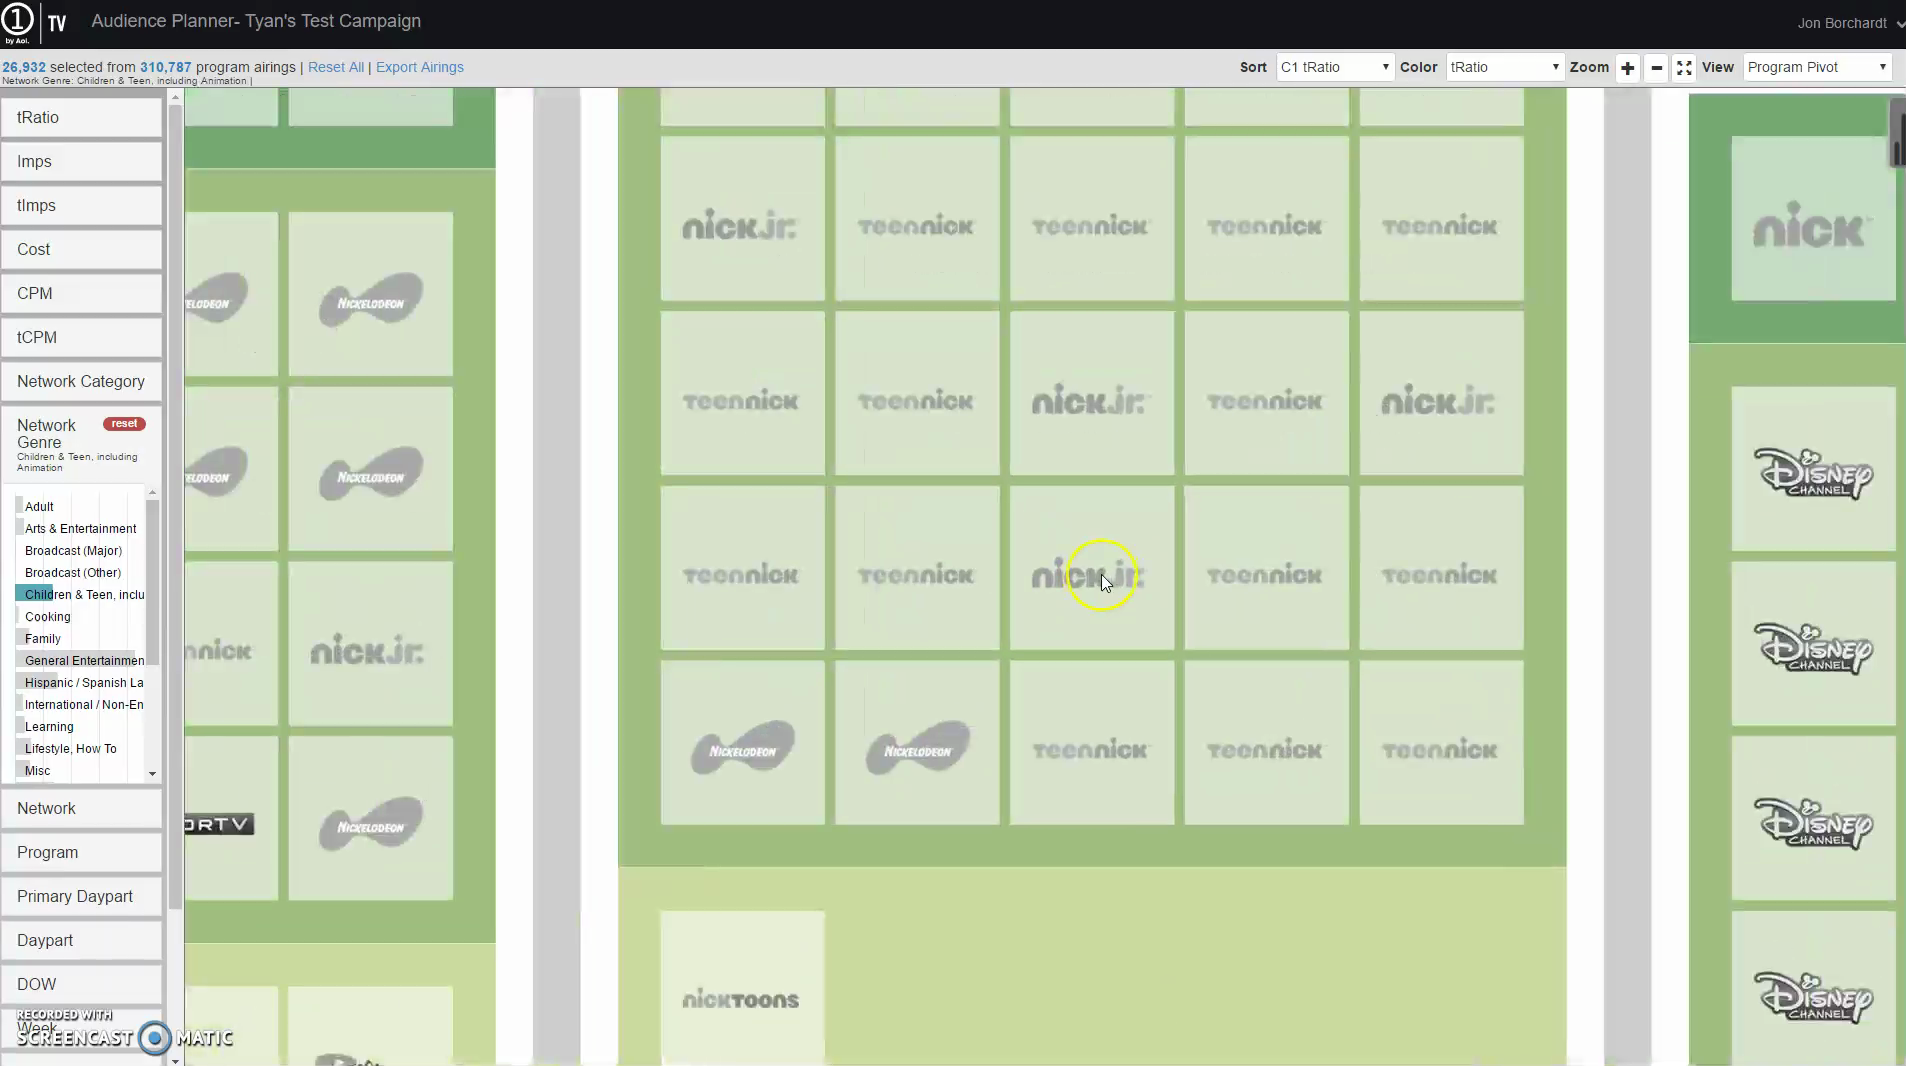 1
by Aol.
TV
Audience Planner- Tyan's Test Campaign
Jon Borchardt
26,932 selected from 310,787 program airings | Reset All | Export Airings
Network Genre: Children & Teen, including Animation |
Sort C1 tRatio Color tRatio Zoom + - View Program Pivot
tRatio
Imps
tImps
Cost
CPM
tCPM
Network Category
Network Genre reset
Children & Teen, including
Animation
Adult
Arts & Entertainment
Broadcast (Major)
Broadcast (Other)
Children & Teen, inclu
Cooking
Family
General Entertainmen
Hispanic / Spanish La
International / Non-En
Learning
Lifestyle, How To
Misc
Network
Program
Primary Daypart
Daypart
DOW
Week
RECORDED WITH
SCREENCAST MATIC
ELODEON NICKELODEON
ELODEON NICKELODEON
nnick nick jr.
ORTV NICKELODEON
nick jr. Teennick Teennick Teennick Teennick
Teennick Teennick nick jr. Teennick nick jr.
Teennick Teennick nick jr. Teennick Teennick
NICKELODEON NICKELODEON Teennick Teennick Teennick
nickTOONS
nick
Disney CHANNEL
Disney CHANNEL
Disney CHANNEL
Disney CHANNEL